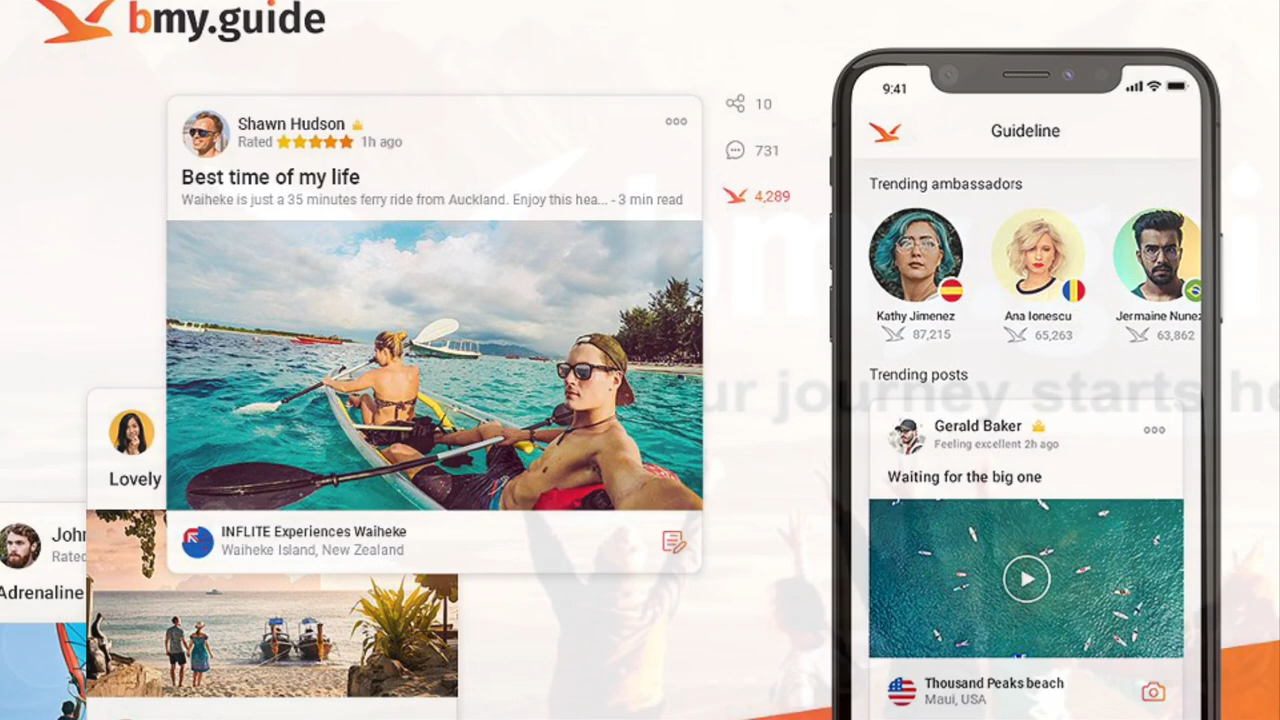 bmy.guide
Shawn Hudson
Rated 1h ago
Best time of my life
Waiheke is just a 35 minutes ferry ride from Auckland. Enjoy this hea... - 3 min read
10
731
4,289
INFLITE Experiences Waiheke
Waiheke Island, New Zealand
Lovely
John
Rated
Adrenaline
9:41
Guideline
Trending ambassadors
Kathy Jimenez
87,215
Ana Ionescu
65,263
Jermaine Nunez
63,862
Trending posts
Gerald Baker
Feeling excellent 2h ago
Waiting for the big one
Thousand Peaks beach
Maui, USA
journey starts